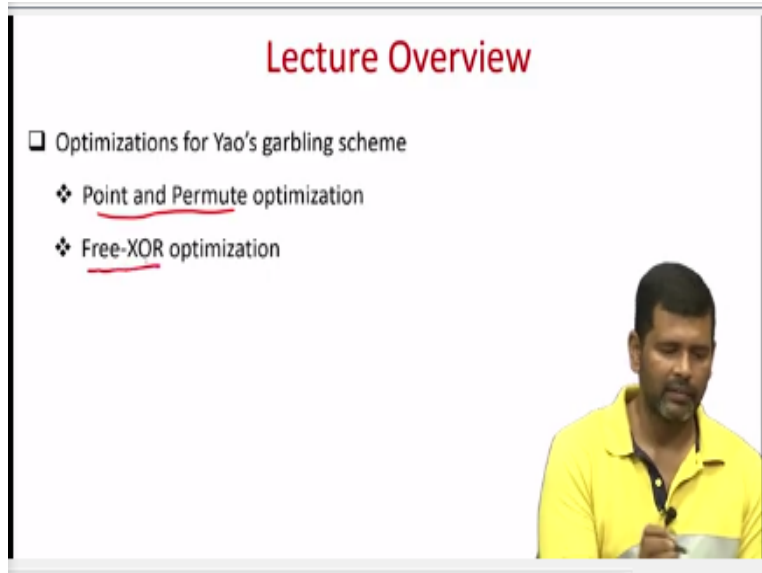 Lecture Overview
Optimizations for Yao's garbling scheme
Point and Permute optimization
Free-XOR optimization